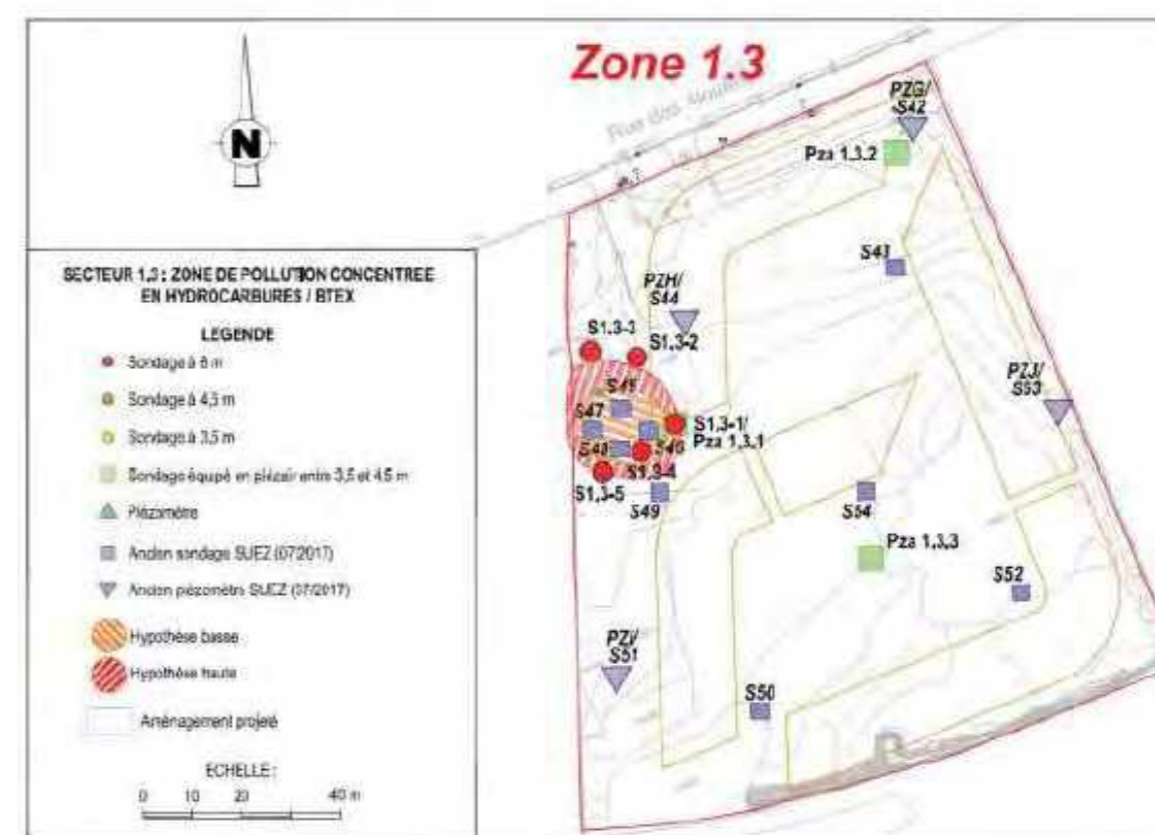 Zone 1.3
Rue des
PZG/
S42
Pza 1.3.2
N
S43
SECTEUR 1.3 : ZONE DE POLLUTION CONCENTREE
EN HYDROCARBURES / BTEX
LEGENDE
Sondage à 6 m
Sondage à 4,5 m
Sondage à 3,5 m
Sondage équipé en piézair entre 3,5 et 4,5 m
Piézomètre
Ancien sondage SUEZ (07/2017)
Ancien piézomètre SUEZ (07/2017)
Hypothèse basse
Hypothèse haute
Aménagement projeté
ECHELLE :
0 10 20 40 m
PZH/
S44
S1.3-3
S1.3-2
PZJ/
S53
S47
S1.3-1/
Pza 1.3.1
S48
S46
S1.3-4
S1.3-5
S49
S54
Pza 1.3.3
S52
PZI/
S51
S50